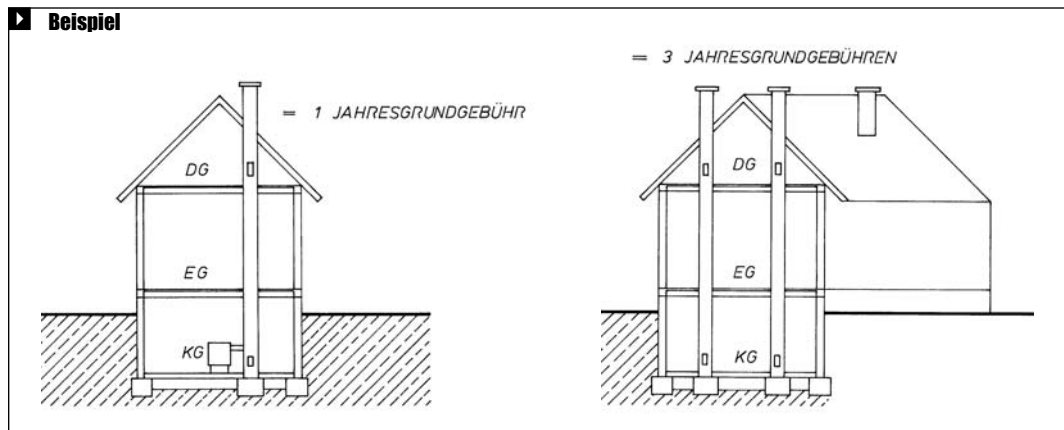 Beispiel
= 3 JAHRESGRUNDGEBÜHREN
= 1 JAHRESGRUNDGEBÜHR
DG
EG
KG
DG
EG
KG